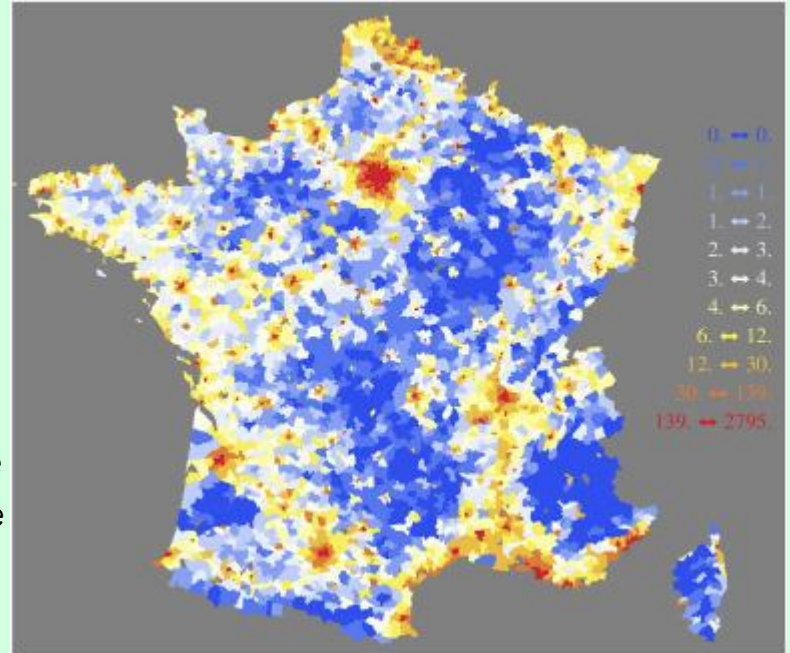 0. ↔ 0.
1. ↔ 1.
1. ↔ 2.
2. ↔ 3.
3. ↔ 4.
4. ↔ 6.
6. ↔ 12.
12. ↔ 30.
30. ↔ 139.
139. ↔ 2795.
e